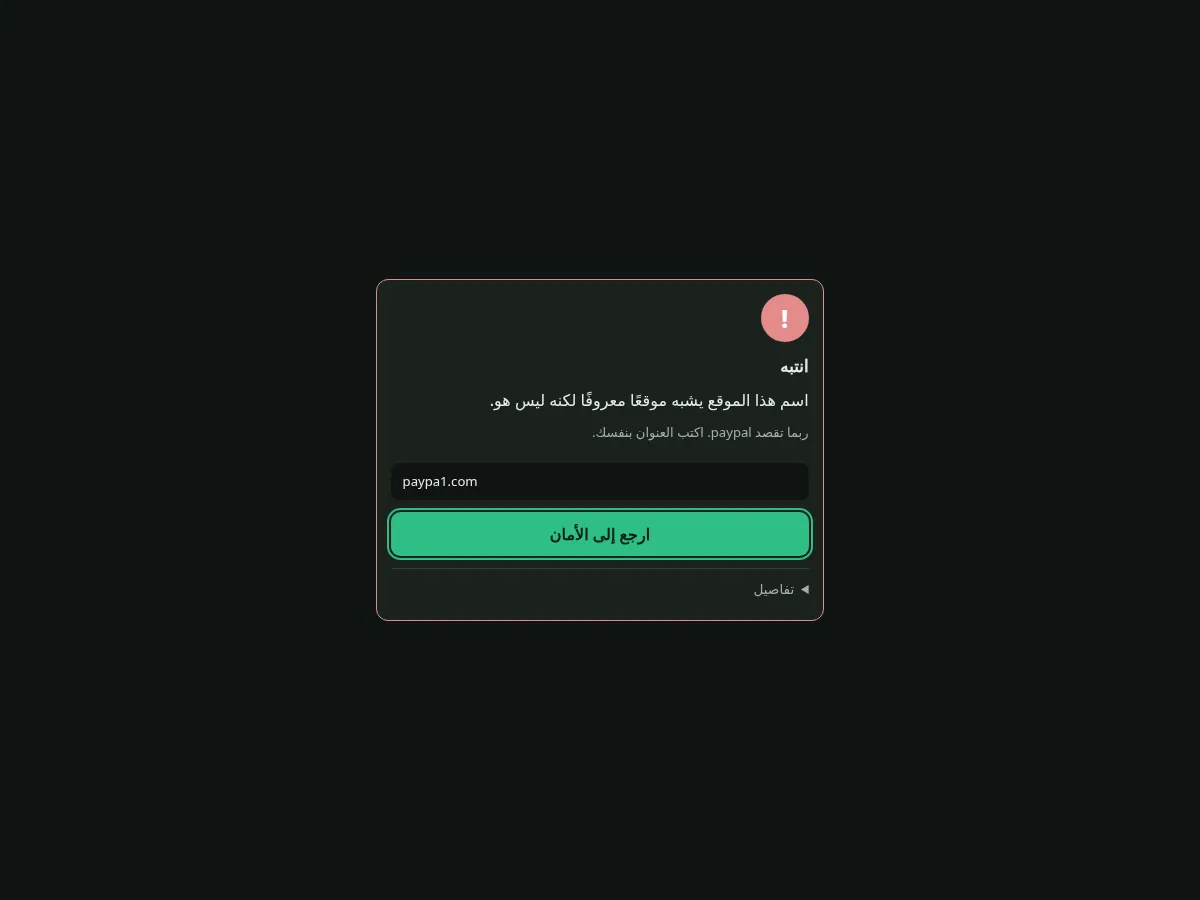 !
انتبه
اسم هذا الموقع يشبه موقعًا معروفًا لكنه ليس هو.
ربما تقصد paypal. اكتب العنوان بنفسك.
paypa1.com
ارجع إلى الأمان
تفاصيل